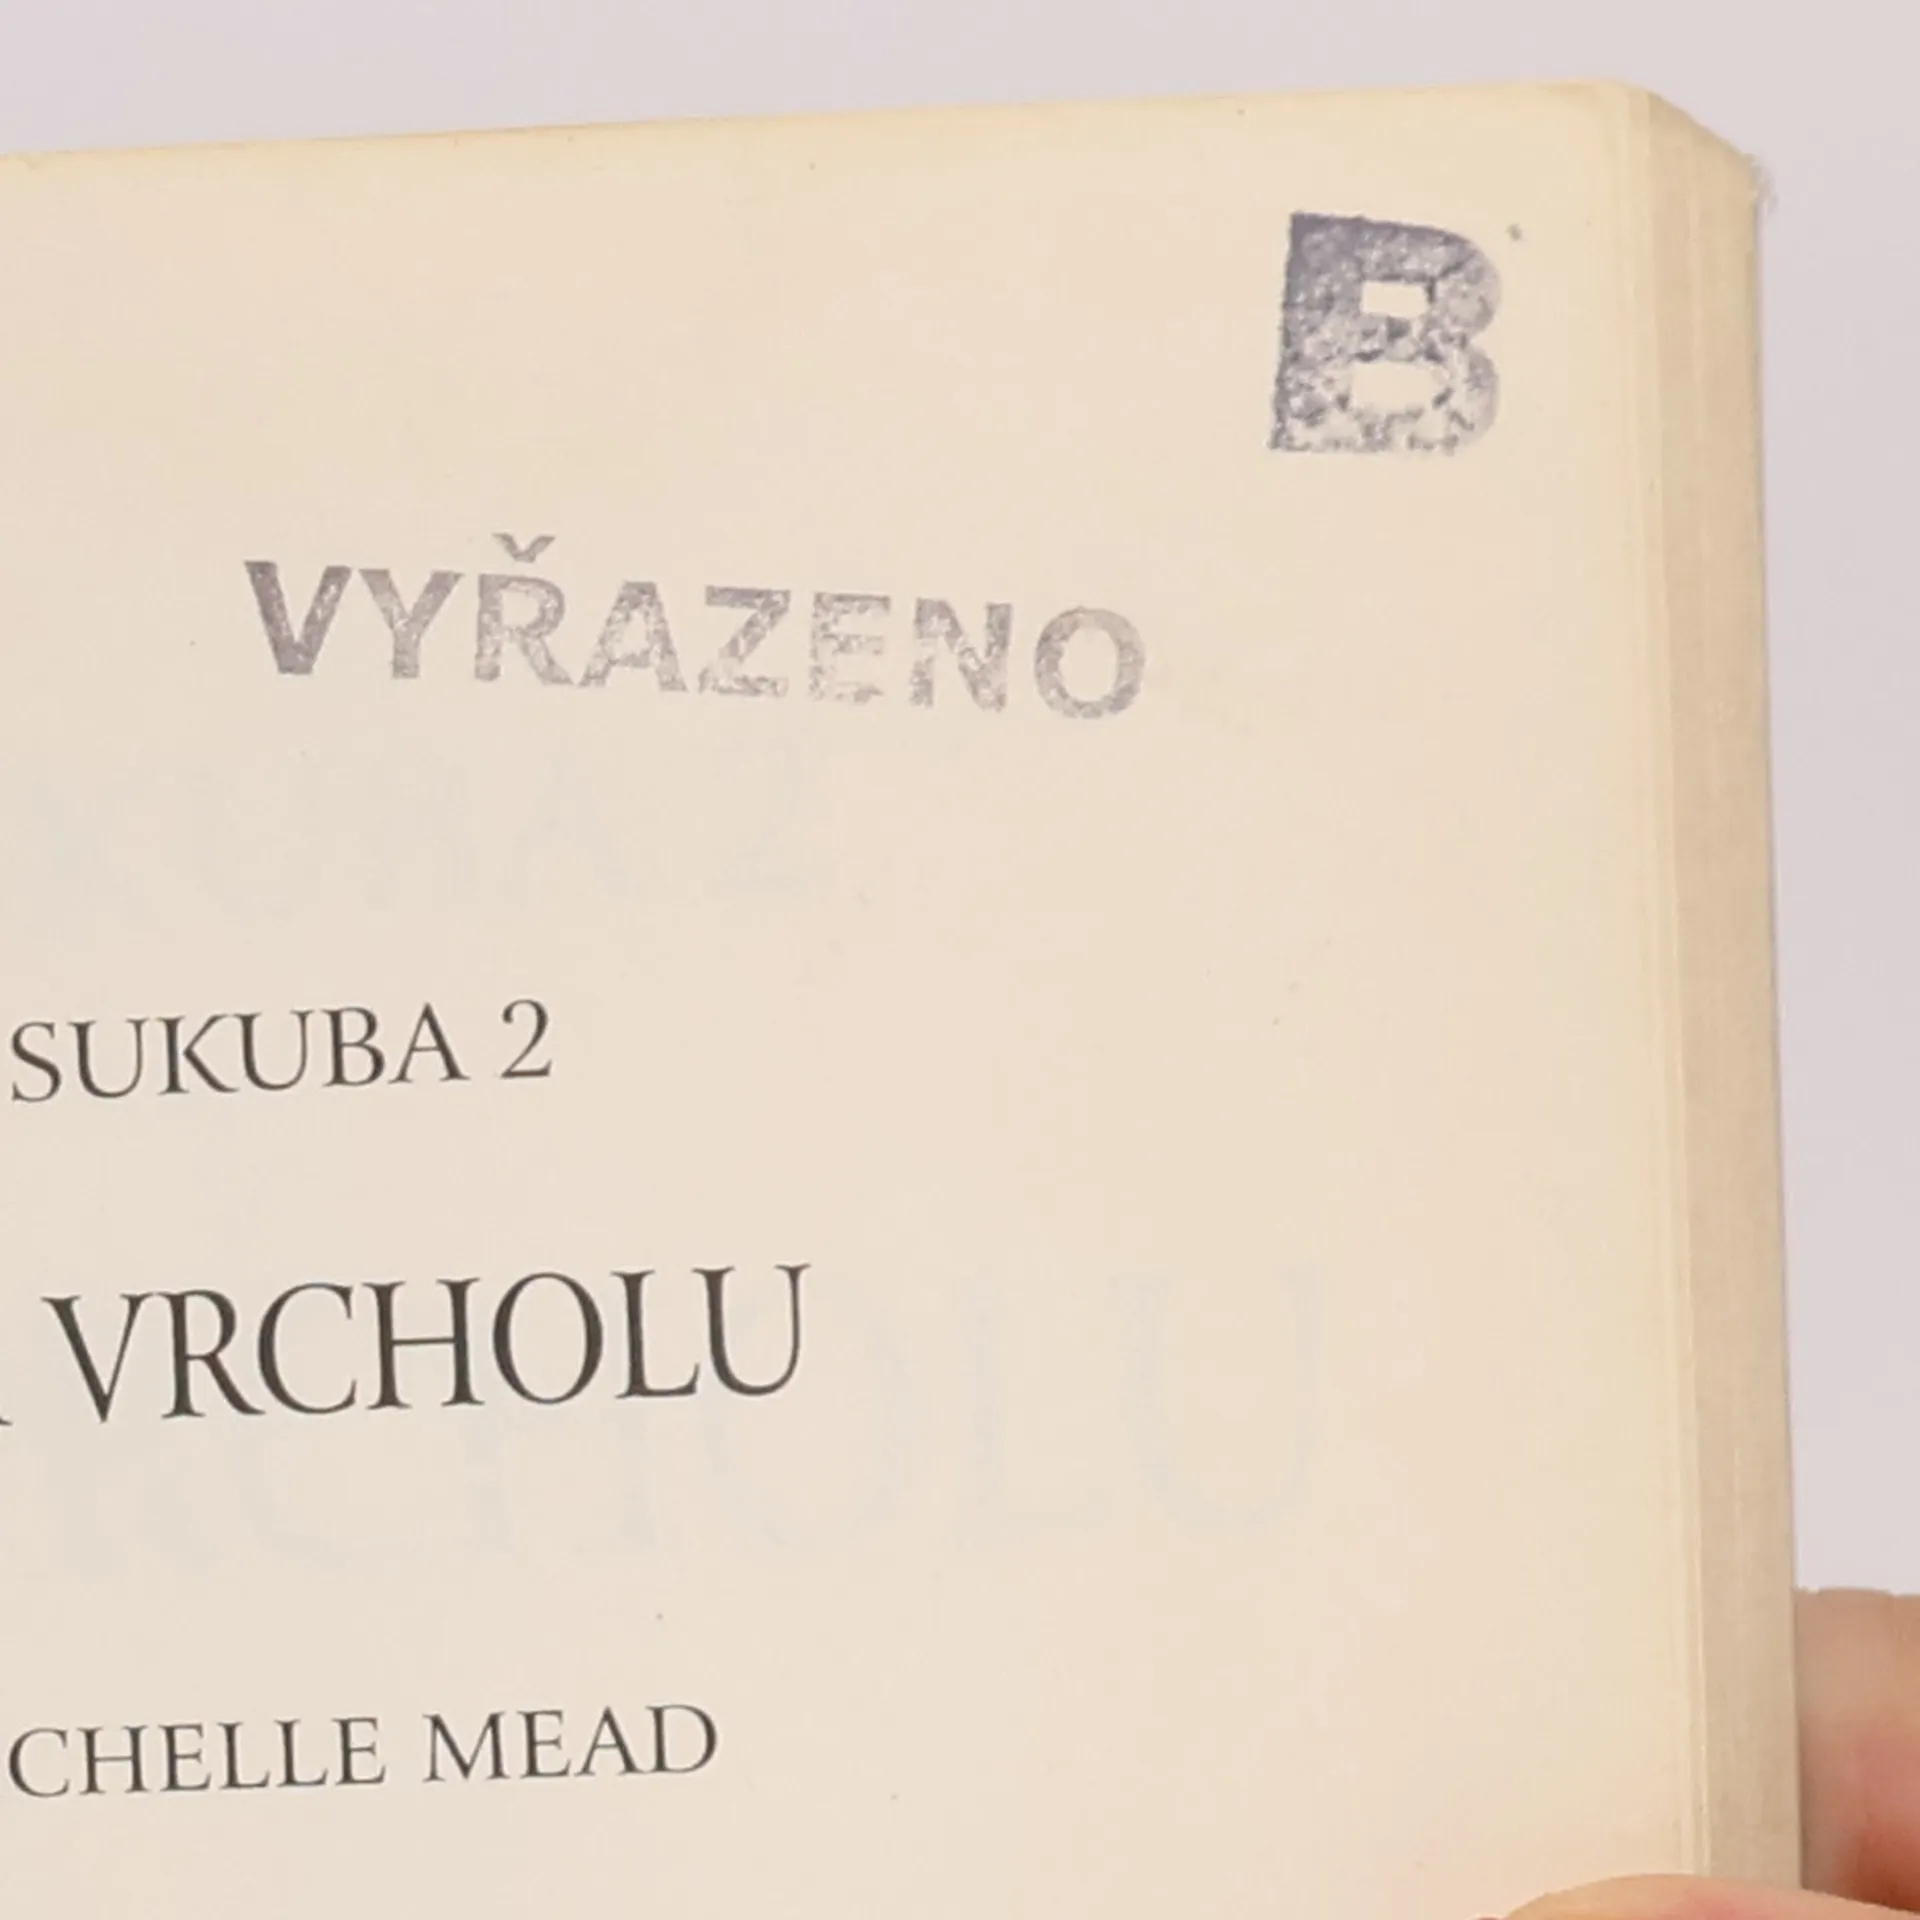 B
VYŘAZENO
SUKUBA 2
VRCHOLU
CHELLE MEAD